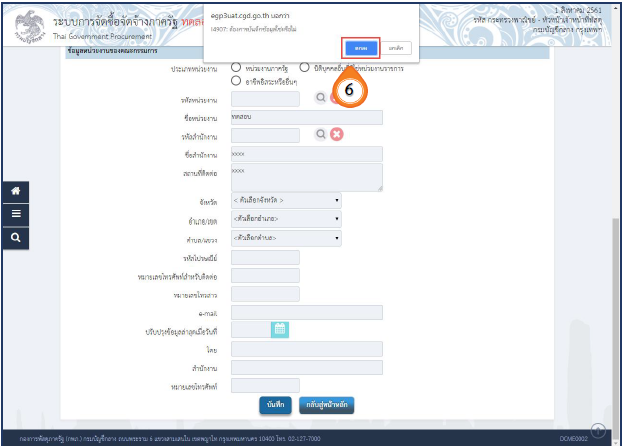 1 สิงหาคม 2561
ระบบการจัดซื้อจัดจ้างภาครัฐ
Thai Government Procurement
รหัส กระทรวงพาณิชย์ - หัวหน้าเจ้าหน้าที่พัสดุ
กรมบัญชีกลาง กรุงเทพฯ
egp3uat.cgd.go.th บอกว่า
14907: ต้องการบันทึกข้อมูลใช่หรือไม่
ตกลง
ยกเลิก
6
ข้อมูลหน่วยงานของคณะกรรมการ
ประเภทหน่วยงาน
หน่วยงานภาครัฐ
อาชีพอิสระหรืออื่นๆ
รหัสหน่วยงาน
ชื่อหน่วยงาน
ทดสอบ
รหัสสำนักงาน
ชื่อสำนักงาน
xxxx
สถานที่ติดต่อ
xxxx
จังหวัด
< ตัวเลือกจังหวัด >
อำเภอ/เขต
<ตัวเลือกอำเภอ>
ตำบล/แขวง
<ตัวเลือกตำบล>
รหัสไปรษณีย์
หมายเลขโทรศัพท์สำหรับติดต่อ
หมายเลขโทรสาร
e-mail
ปรับปรุงข้อมูลล่าสุดเมื่อวันที่
โดย
สำนักงาน
หมายเลขโทรศัพท์
บันทึก
กลับสู่หน้าหลัก
กองการพัสดุภาครัฐ (กพภ.) กรมบัญชีกลาง ถนนพระราม 6 แขวงสามเสนใน เขตพญาไท กรุงเทพมหานคร 10400 โทร. 02-127-7000
DOME0002